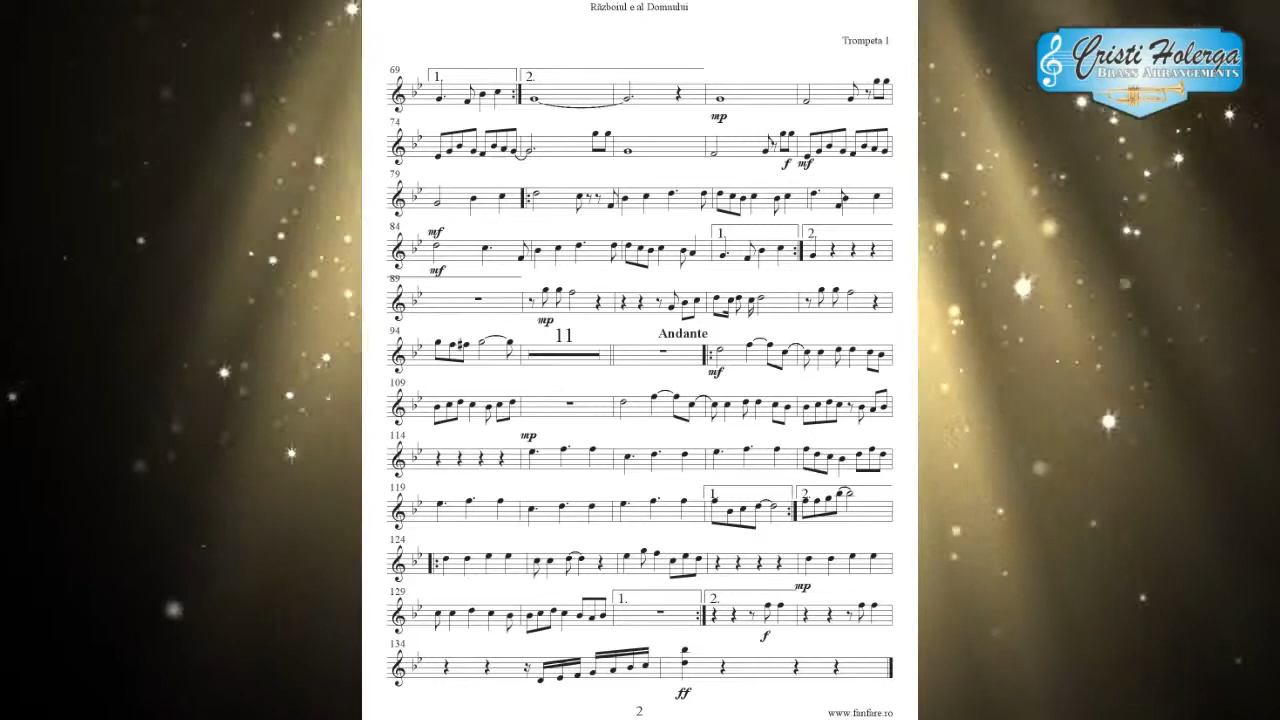 Războiul e al Domnului
Trompeta 1
Cristi Holerga
BRASS ARRANGEMENTS
69
1.
2.
mp
74
f
mf
79
84
mf
mf
1.
2.
89
mp
94
11
Andante
mf
109
114
mp
119
1.
2.
124
mp
129
1.
2.
f
134
ff
2
www.fanfare.ro